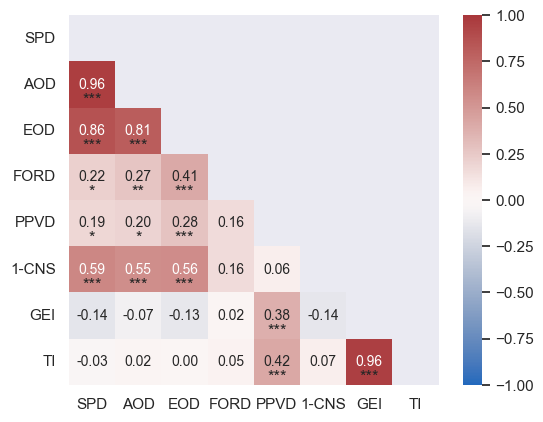 SPD
AOD 0.96
***
EOD 0.86 0.81
*** ***
FORD 0.22 0.27 0.41
* ** ***
PPVD 0.19 0.20 0.28 0.16
* * ***
1-CNS 0.59 0.55 0.56 0.16 0.06
*** *** ***
GEI -0.14 -0.07 -0.13 0.02 0.38 -0.14
***
TI -0.03 0.02 0.00 0.05 0.42 0.07 0.96
*** ***
SPD AOD EOD FORD PPVD 1-CNS GEI TI
1.00
0.75
0.50
0.25
0.00
-0.25
-0.50
-0.75
-1.00